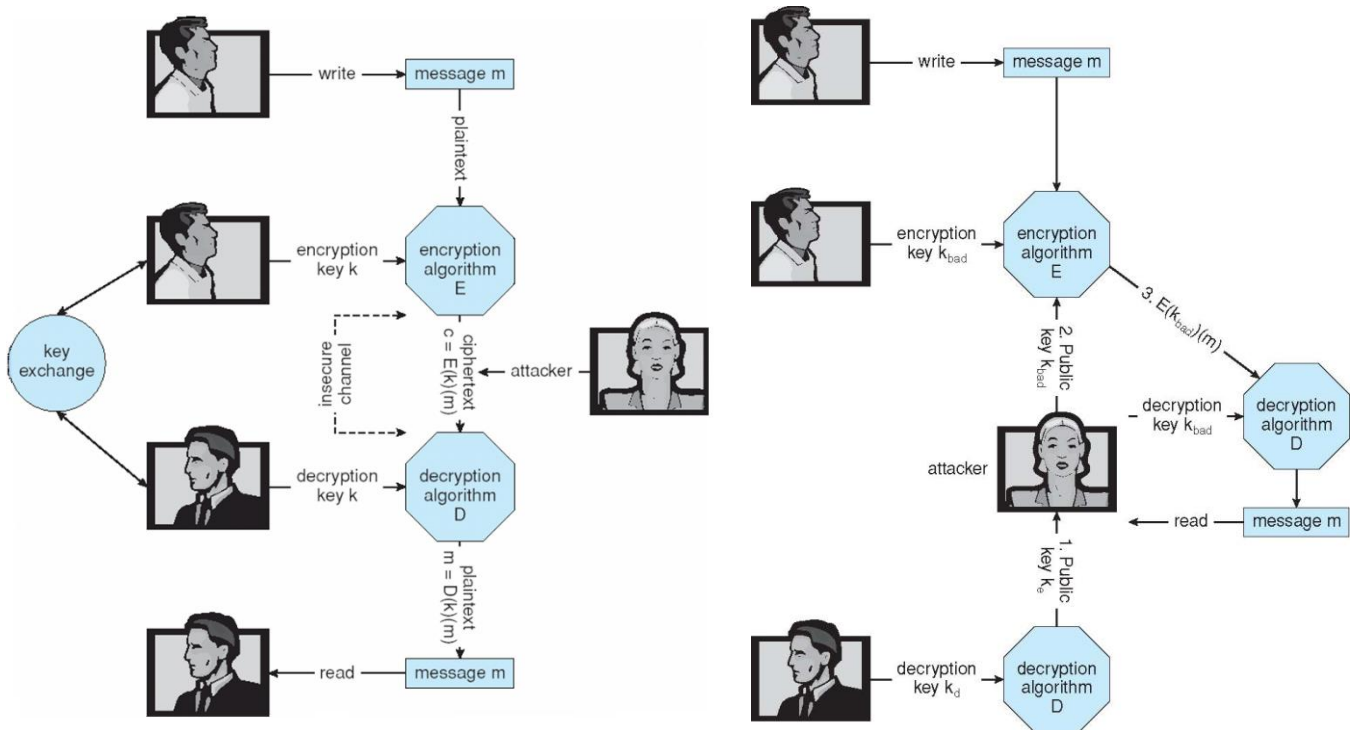 write
message m
plaintext
encryption
key k
encryption
algorithm
E
key
exchange
insecure
channel
ciphertext
c = E(k)(m)
attacker
decryption
key k
decryption
algorithm
D
plaintext
m = D(k)(m)
read
message m
write
message m
encryption
key k_bad
encryption
algorithm
E
3. E(k_bad)(m)
2. Public
key k_bad
decryption
key k_bad
decryption
algorithm
D
attacker
read
message m
1. Public
key k_e
decryption
key k_d
decryption
algorithm
D